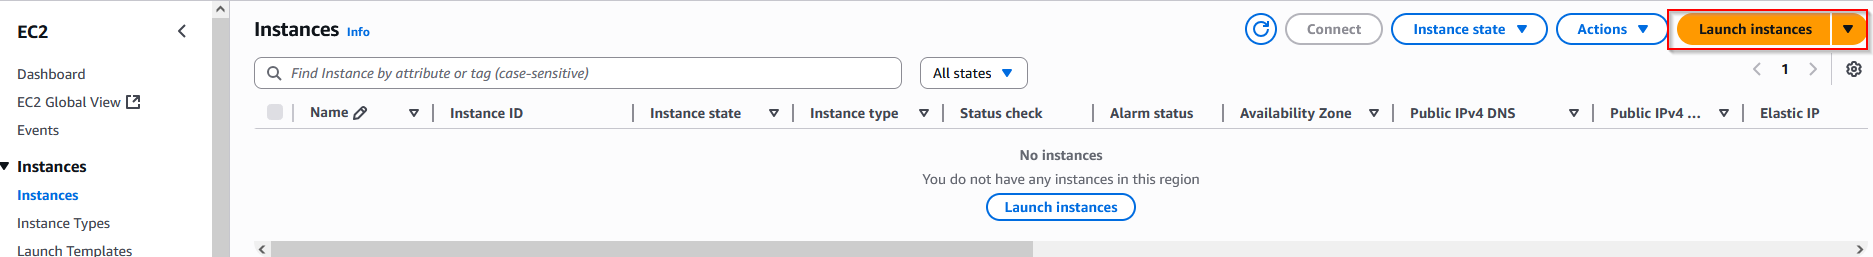 EC2
Dashboard
EC2 Global View
Events
Instances
Instances
Instance Types
Launch Templates
Instances Info
Connect
Instance state
Actions
Launch instances
Find Instance by attribute or tag (case-sensitive)
All states
1
Name
Instance ID
Instance state
Instance type
Status check
Alarm status
Availability Zone
Public IPv4 DNS
Public IPv4 ...
Elastic IP
No instances
You do not have any instances in this region
Launch instances